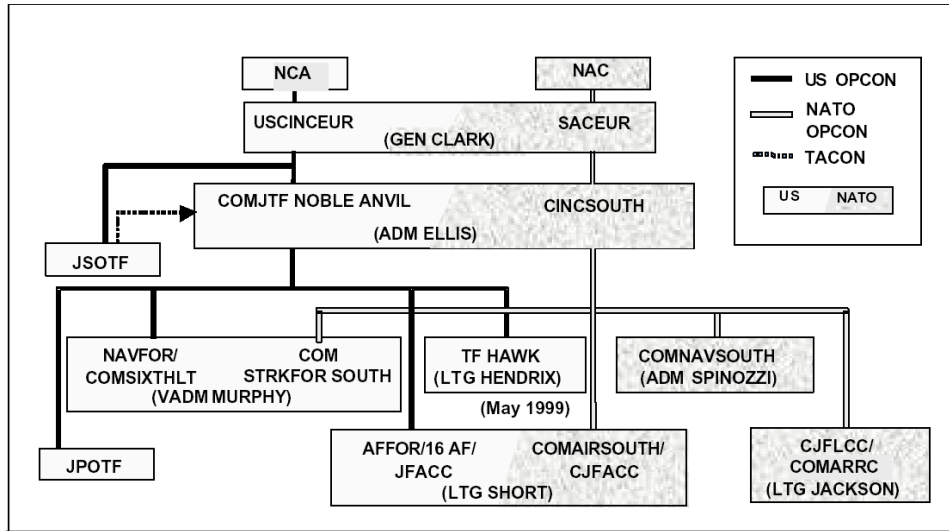 NCA
NAC
US OPCON
NATO
OPCON
TACON
US NATO
USCINCEUR SACEUR
(GEN CLARK)
COMJTF NOBLE ANVIL CINCSOUTH
(ADM ELLIS)
JSOTF
NAVFOR/ COM
COMSIXTHLT STRKFOR SOUTH
(VADM MURPHY)
TF HAWK
(LTG HENDRIX)
(May 1999)
COMNAVSOUTH
(ADM SPINOZZI)
JPOTF
AFFOR/16 AF/ COMAIRSOUTH/
JFACC CJFACC
(LTG SHORT)
CJFLCC/
COMARRC
(LTG JACKSON)